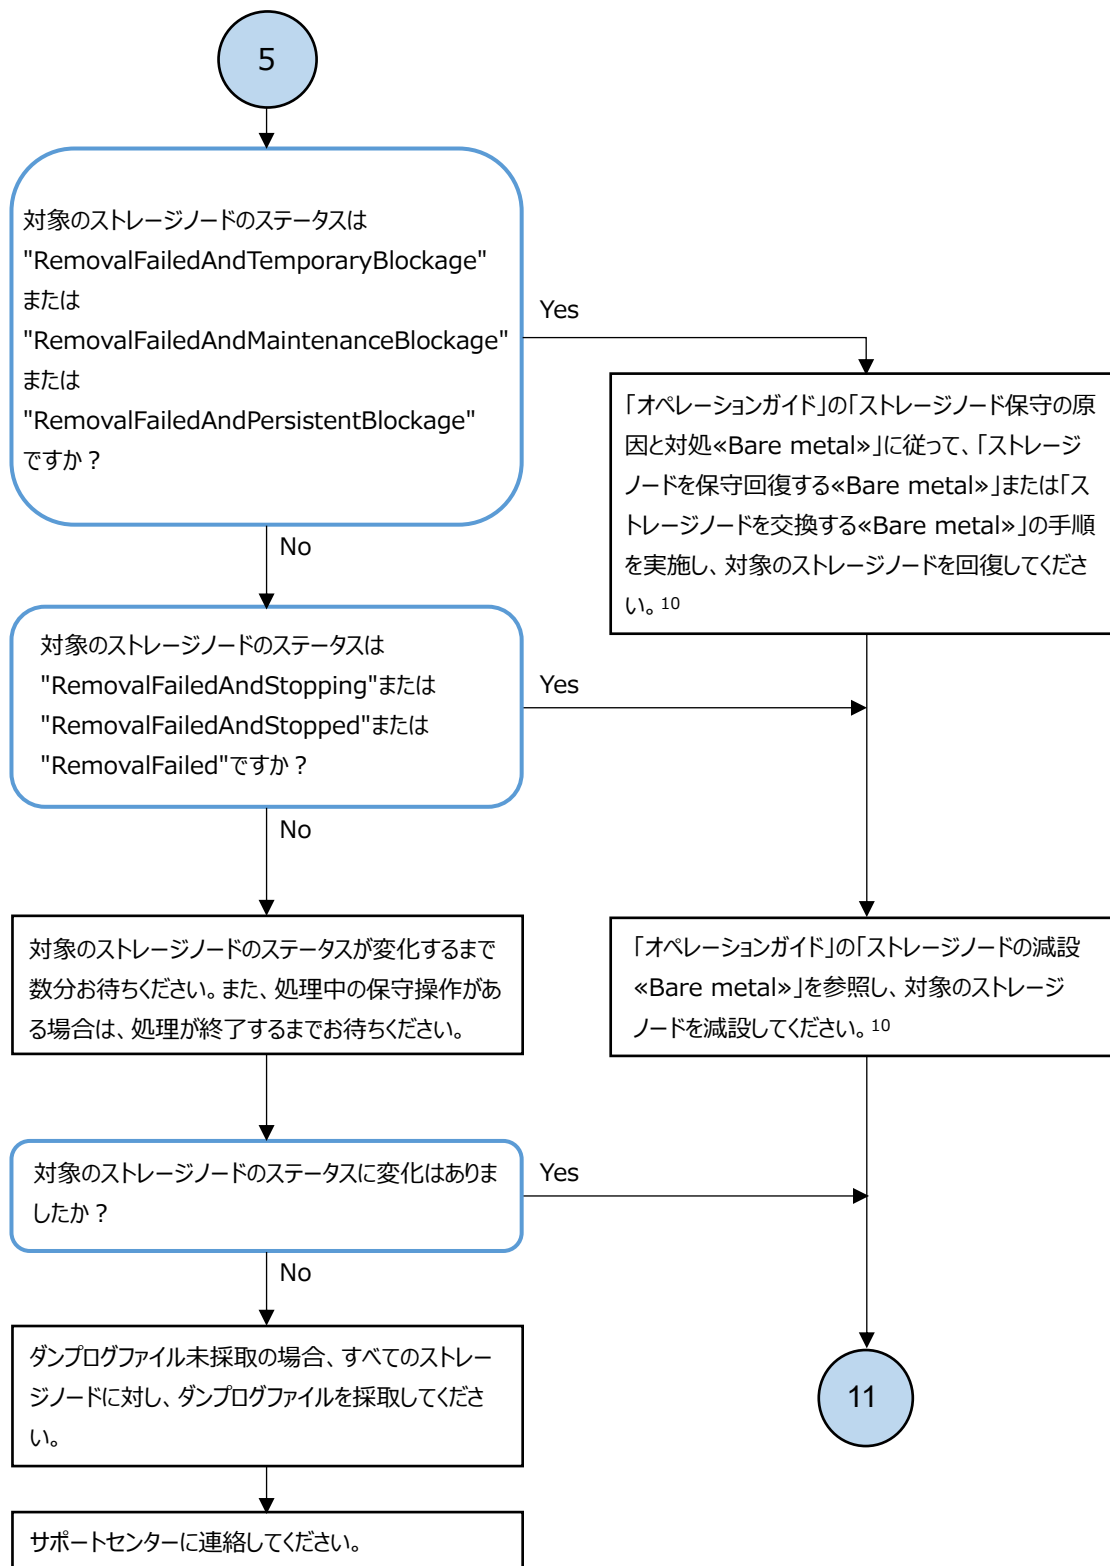 5
対象のストレージノードのステータスは
"RemovalFailedAndTemporaryBlockage"
または
"RemovalFailedAndMaintenanceBlockage"
または
"RemovalFailedAndPersistentBlockage"
ですか？
Yes
「オペレーションガイド」の「ストレージノード保守の原
因と対処«Bare metal»」に従って、「ストレージ
ノードを保守回復する«Bare metal»」または「ス
トレージノードを交換する«Bare metal»」の手順
を実施し、対象のストレージノードを回復してくださ
い。10
No
対象のストレージノードのステータスは
"RemovalFailedAndStopping"または
"RemovalFailedAndStopped"または
"RemovalFailed"ですか？
Yes
No
対象のストレージノードのステータスが変化するまで
数分お待ちください。また、処理中の保守操作があ
る場合は、処理が終了するまでお待ちください。
「オペレーションガイド」の「ストレージノードの減設
«Bare metal»」を参照し、対象のストレージ
ノードを減設してください。10
対象のストレージノードのステータスに変化はありま
したか？
Yes
No
ダンプログファイル未採取の場合、すべてのストレー
ジノードに対し、ダンプログファイルを採取してくださ
い。
11
サポートセンターに連絡してください。